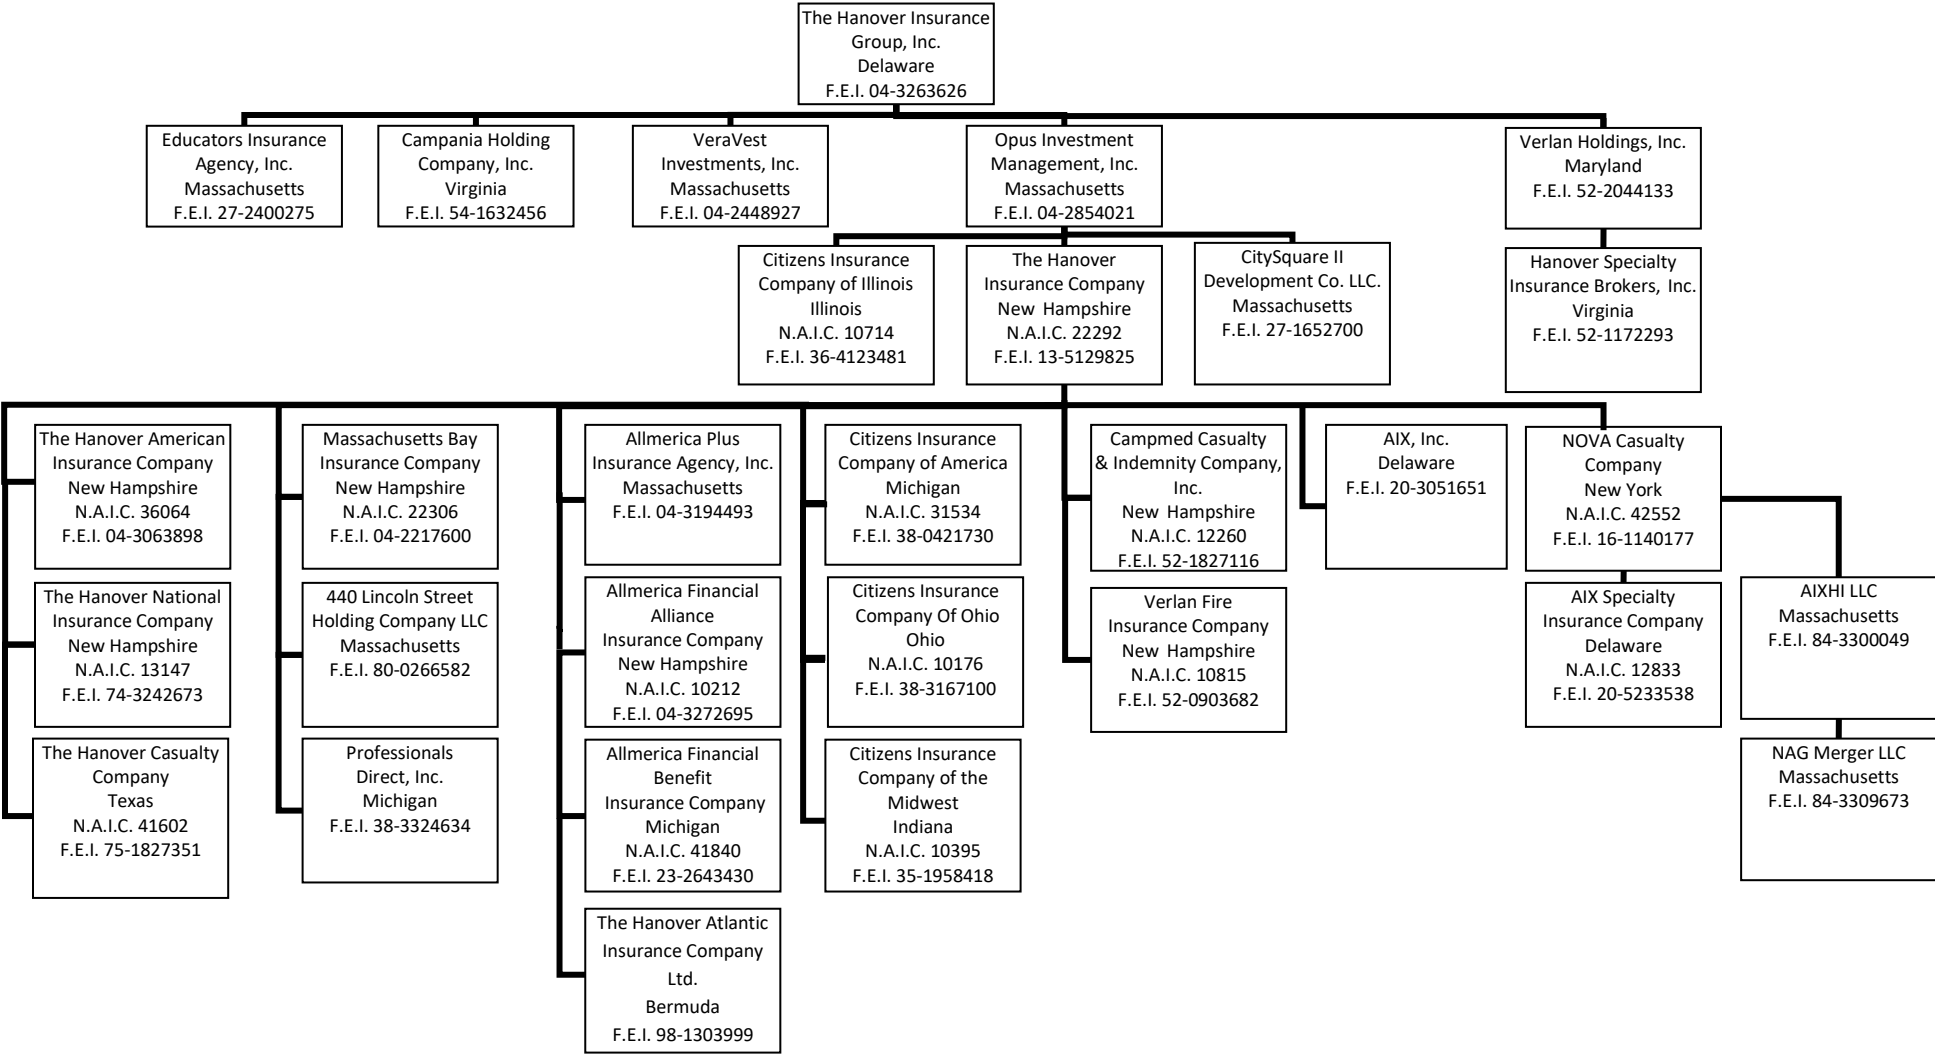 The Hanover Insurance
Group, Inc.
Delaware
F.E.I. 04-3263626
Educators Insurance
Agency, Inc.
Massachusetts
F.E.I. 27-2400275
Campania Holding
Company, Inc.
Virginia
F.E.I. 54-1632456
VeraVest
Investments, Inc.
Massachusetts
F.E.I. 04-2448927
Opus Investment
Management, Inc.
Massachusetts
F.E.I. 04-2854021
Verlan Holdings, Inc.
Maryland
F.E.I. 52-2044133
Citizens Insurance
Company of Illinois
Illinois
N.A.I.C. 10714
F.E.I. 36-4123481
The Hanover
Insurance Company
New Hampshire
N.A.I.C. 22292
F.E.I. 13-5129825
CitySquare II
Development Co. LLC.
Massachusetts
F.E.I. 27-1652700
Hanover Specialty
Insurance Brokers, Inc.
Virginia
F.E.I. 52-1172293
The Hanover American
Insurance Company
New Hampshire
N.A.I.C. 36064
F.E.I. 04-3063898
Massachusetts Bay
Insurance Company
New Hampshire
N.A.I.C. 22306
F.E.I. 04-2217600
Allmerica Plus
Insurance Agency, Inc.
Massachusetts
F.E.I. 04-3194493
Citizens Insurance
Company of America
Michigan
N.A.I.C. 31534
F.E.I. 38-0421730
Campmed Casualty
& Indemnity Company,
Inc.
New Hampshire
N.A.I.C. 12260
F.E.I. 52-1827116
AIX, Inc.
Delaware
F.E.I. 20-3051651
NOVA Casualty
Company
New York
N.A.I.C. 42552
F.E.I. 16-1140177
The Hanover National
Insurance Company
New Hampshire
N.A.I.C. 13147
F.E.I. 74-3242673
440 Lincoln Street
Holding Company LLC
Massachusetts
F.E.I. 80-0266582
Allmerica Financial
Alliance
Insurance Company
New Hampshire
N.A.I.C. 10212
F.E.I. 04-3272695
Citizens Insurance
Company Of Ohio
Ohio
N.A.I.C. 10176
F.E.I. 38-3167100
Verlan Fire
Insurance Company
New Hampshire
N.A.I.C. 10815
F.E.I. 52-0903682
AIX Specialty
Insurance Company
Delaware
N.A.I.C. 12833
F.E.I. 20-5233538
AIXHI LLC
Massachusetts
F.E.I. 84-3300049
The Hanover Casualty
Company
Texas
N.A.I.C. 41602
F.E.I. 75-1827351
Professionals
Direct, Inc.
Michigan
F.E.I. 38-3324634
Allmerica Financial
Benefit
Insurance Company
Michigan
N.A.I.C. 41840
F.E.I. 23-2643430
Citizens Insurance
Company of the
Midwest
Indiana
N.A.I.C. 10395
F.E.I. 35-1958418
NAG Merger LLC
Massachusetts
F.E.I. 84-3309673
The Hanover Atlantic
Insurance Company
Ltd.
Bermuda
F.E.I. 98-1303999